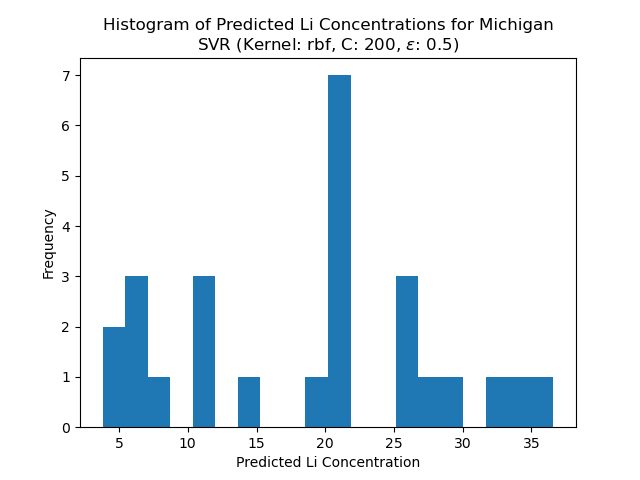 Histogram of Predicted Li Concentrations for Michigan
SVR (Kernel: rbf, C: 200, ε: 0.5)
7
6
5
4
3
2
1
0
Frequency
5 10 15 20 25 30 35
Predicted Li Concentration